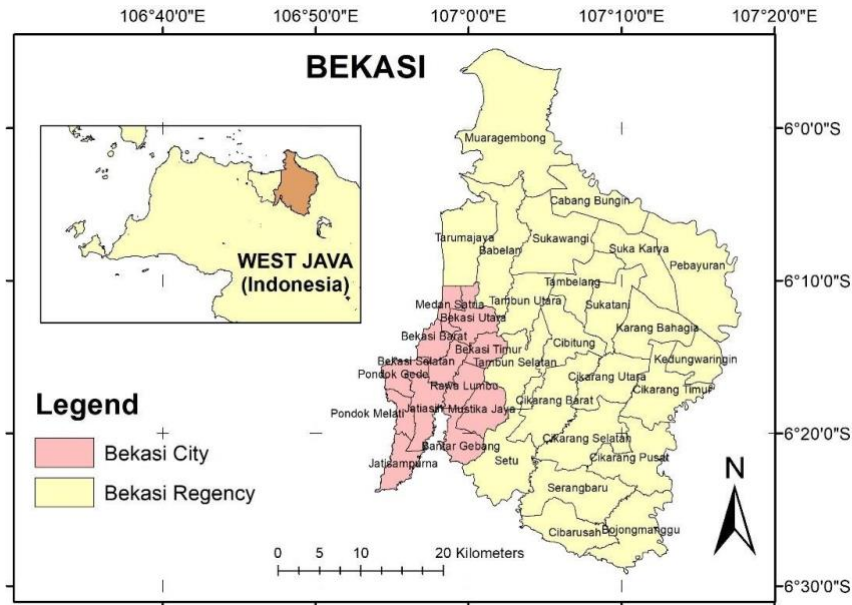 106°40'0"E
106°50'0"E
107°0'0"E
107°10'0"E
107°20'0"E
BEKASI
6°0'0"S
6°10'0"S
6°20'0"S
6°30'0"S
WEST JAVA
(Indonesia)
Muaragembong
Cabang Bungin
Tarumajaya
Babelan
Sukawangi
Suka Karya
Pebayuran
Tambelang
Medan Satria
Tambun Utara
Sukatani
Bekasi Utara
Karang Bahagia
Bekasi Barat
Bekasi Timur
Cibitung
Kedungwaringin
Bekasi Selatan
Tambun Selatan
Pondok Gede
Rawa Lumbu
Cikarang Utara
Cikarang Timur
Pondok Melati
Jatiasih
Mustika Jaya
Cikarang Barat
Bantar Gebang
Cikarang Selatan
Jatisampurna
Setu
Cikarang Pusat
Serangbaru
Cibarusah
Bojongmanggu
Legend
Bekasi City
Bekasi Regency
0 5 10 20 Kilometers
N